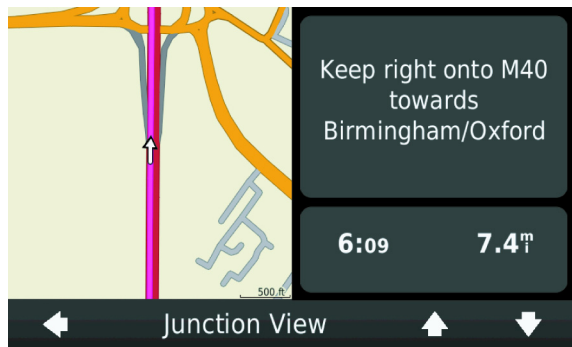 Keep right onto M40
towards
Birmingham/Oxford
6:09 7.4mi
500 ft
Junction View